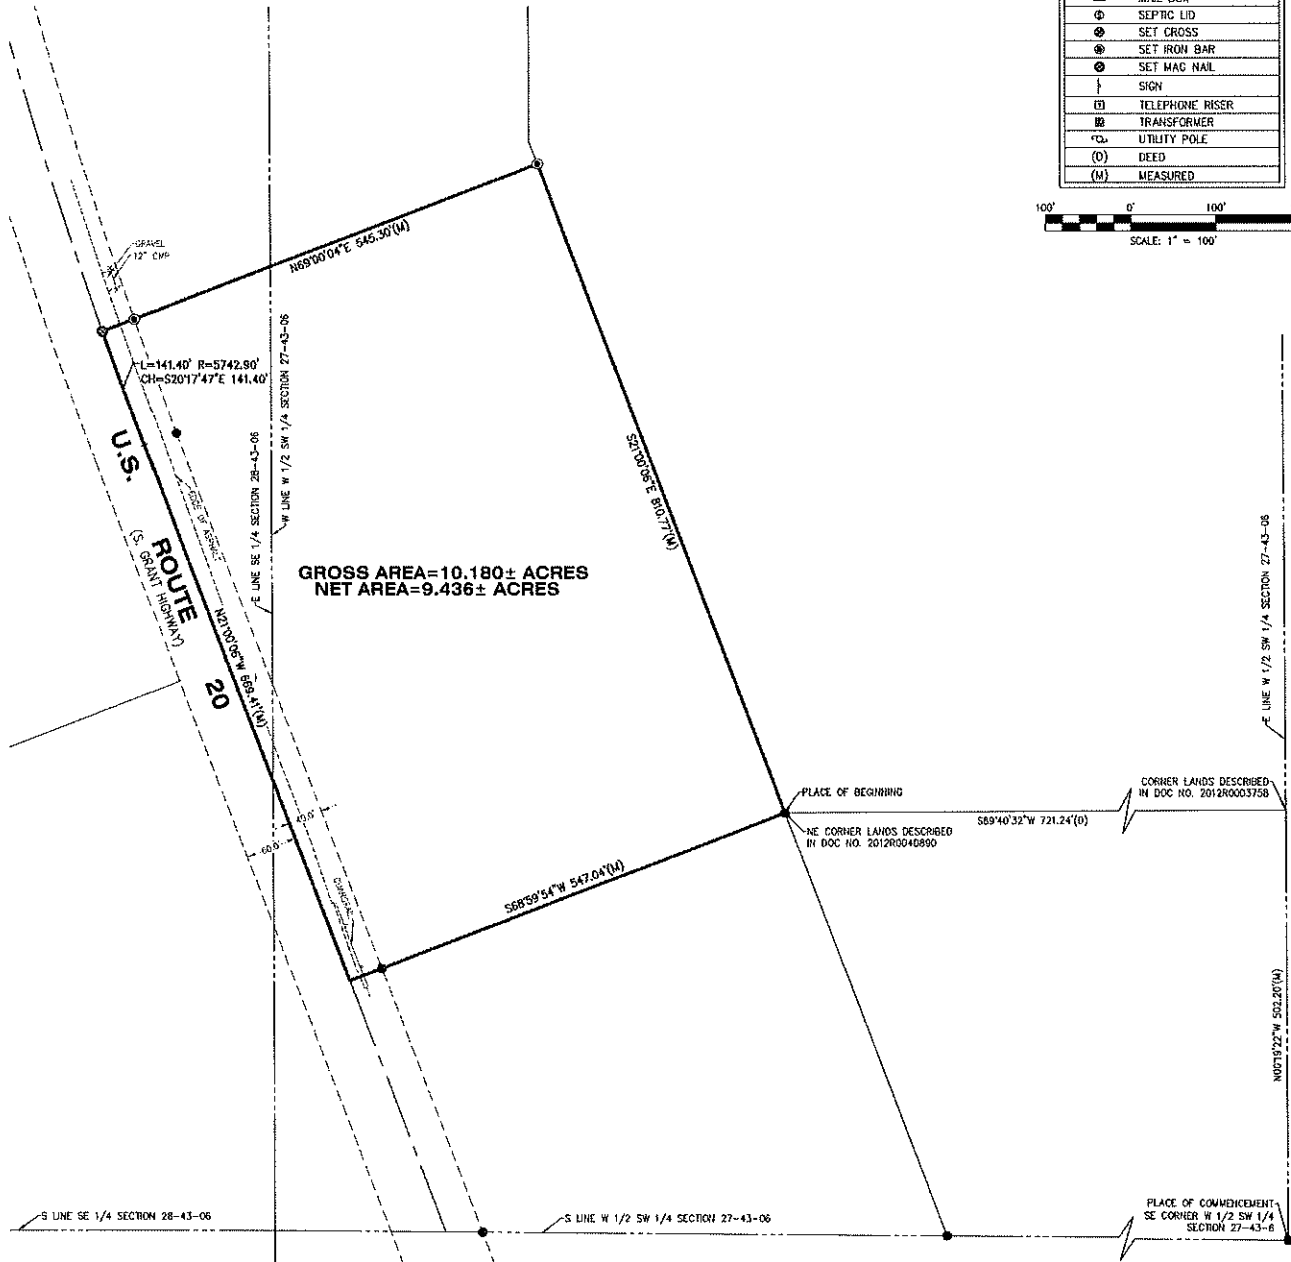 SEPTIC LID
SET CROSS
SET IRON BAR
SET MAG NAIL
SIGN
TELEPHONE RISER
TRANSFORMER
UTILITY POLE
(D) DEED
(M) MEASURED
100' 0' 100'
SCALE: 1" = 100'
GRAVEL
12" CMP
N69°00'04"E 545.30'(M)
L=141.40' R=5742.90'
CH=S20°17'47"E 141.40'
W LINE W 1/2 SW 1/4 SECTION 27-43-06
E LINE SE 1/4 SECTION 28-43-06
S21°00'06"E 810.77'(M)
U.S. ROUTE 20
(S. GRANT HIGHWAY)
EDGE OF ASPHALT
N21°00'06"W 669.41'(M)
GROSS AREA=10.180± ACRES
NET AREA=9.436± ACRES
E LINE W 1/2 SW 1/4 SECTION 27-43-06
PLACE OF BEGINNING
CORNER LANDS DESCRIBED
IN DOC NO. 2012R0003758
S89°40'32"W 721.24'(D)
NE CORNER LANDS DESCRIBED
IN DOC NO. 2012R0040890
40.0'
60.0'
GUARDRAIL
S68°59'54"W 547.04'(M)
N00°19'22"W 502.20'(M)
S LINE SE 1/4 SECTION 28-43-06
S LINE W 1/2 SW 1/4 SECTION 27-43-06
PLACE OF COMMENCEMENT
SE CORNER W 1/2 SW 1/4
SECTION 27-43-6